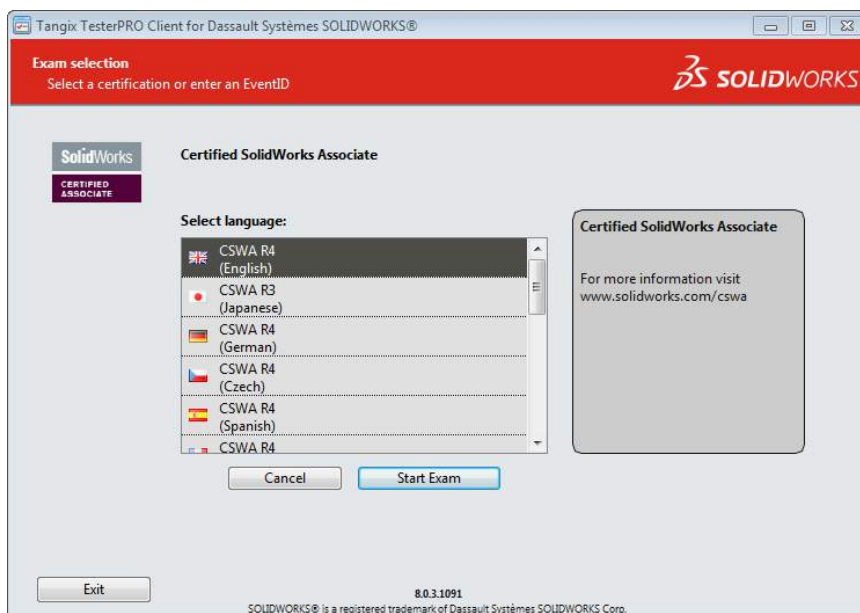 Tangix TesterPRO Client for Dassault Systèmes SOLIDWORKS®
Exam selection
Select a certification or enter an EventID
SOLIDWORKS
SolidWorks
CERTIFIED
ASSOCIATE
Certified SolidWorks Associate
Select language:
CSWA R4
(English)
CSWA R3
(Japanese)
CSWA R4
(German)
CSWA R4
(Czech)
CSWA R4
(Spanish)
CSWA R4
Certified SolidWorks Associate
For more information visit
www.solidworks.com/cswa
Cancel
Start Exam
Exit
8.0.3.1091
SOLIDWORKS® is a registered trademark of Dassault Systèmes SOLIDWORKS Corp.